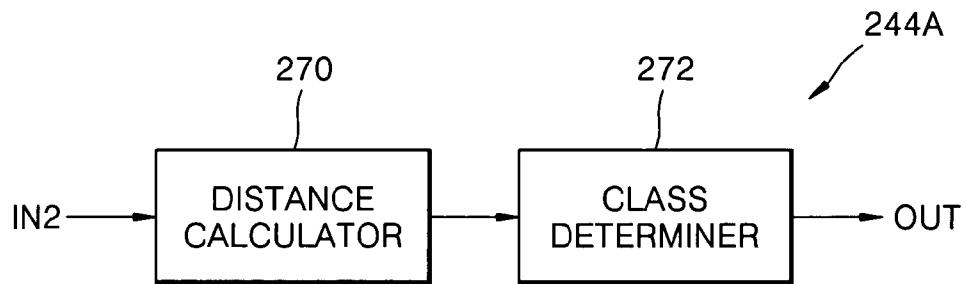 244A
270
272
IN2
DISTANCE
CALCULATOR
CLASS
DETERMINER
OUT